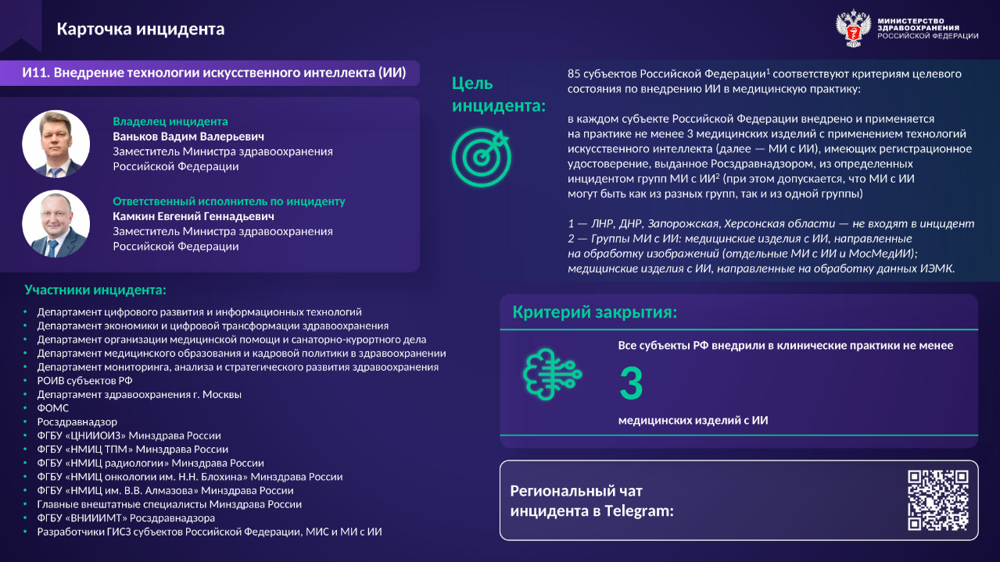 Карточка инцидента
МИНИСТЕРСТВО
ЗДРАВООХРАНЕНИЯ
РОССИЙСКОЙ ФЕДЕРАЦИИ
И11. Внедрение технологии искусственного интеллекта (ИИ)
Владелец инцидента
Ваньков Вадим Валерьевич
Заместитель Министра здравоохранения
Российской Федерации
Ответственный исполнитель по инциденту
Камкин Евгений Геннадьевич
Заместитель Министра здравоохранения
Российской Федерации
Участники инцидента:
• Департамент цифрового развития и информационных технологий
• Департамент экономики и цифровой трансформации здравоохранения
• Департамент организации медицинской помощи и санаторно-курортного дела
• Департамент медицинского образования и кадровой политики в здравоохранении
• Департамент мониторинга, анализа и стратегического развития здравоохранения
• РОИВ субъектов РФ
• Департамент здравоохранения г. Москвы
• ФОМС
• Росздравнадзор
• ФГБУ «ЦНИИОИЗ» Минздрава России
• ФГБУ «НМИЦ ТПМ» Минздрава России
• ФГБУ «НМИЦ радиологии» Минздрава России
• ФГБУ «НМИЦ онкологии им. Н.Н. Блохина» Минздрава России
• ФГБУ «НМИЦ им. В.В. Алмазова» Минздрава России
• Главные внештатные специалисты Минздрава России
• ФГБУ «ВНИИИМТ» Росздравнадзора
• Разработчики ГИСЗ субъектов Российской Федерации, МИС и МИ с ИИ
Цель
инцидента:
85 субъектов Российской Федерации¹ соответствуют критериям целевого
состояния по внедрению ИИ в медицинскую практику:
в каждом субъекте Российской Федерации внедрено и применяется
на практике не менее 3 медицинских изделий с применением технологий
искусственного интеллекта (далее — МИ с ИИ), имеющих регистрационное
удостоверение, выданное Росздравнадзором, из определенных
инцидентом групп МИ с ИИ² (при этом допускается, что МИ с ИИ
могут быть как из разных групп, так и из одной группы)
1 — ЛНР, ДНР, Запорожская, Херсонская области — не входят в инцидент
2 — Группы МИ с ИИ: медицинские изделия с ИИ, направленные
на обработку изображений (отдельные МИ с ИИ и МосМедИИ);
медицинские изделия с ИИ, направленные на обработку данных ИЭМК.
Критерий закрытия:
Все субъекты РФ внедрили в клинические практики не менее
3
медицинских изделий с ИИ
Региональный чат
инцидента в Telegram: